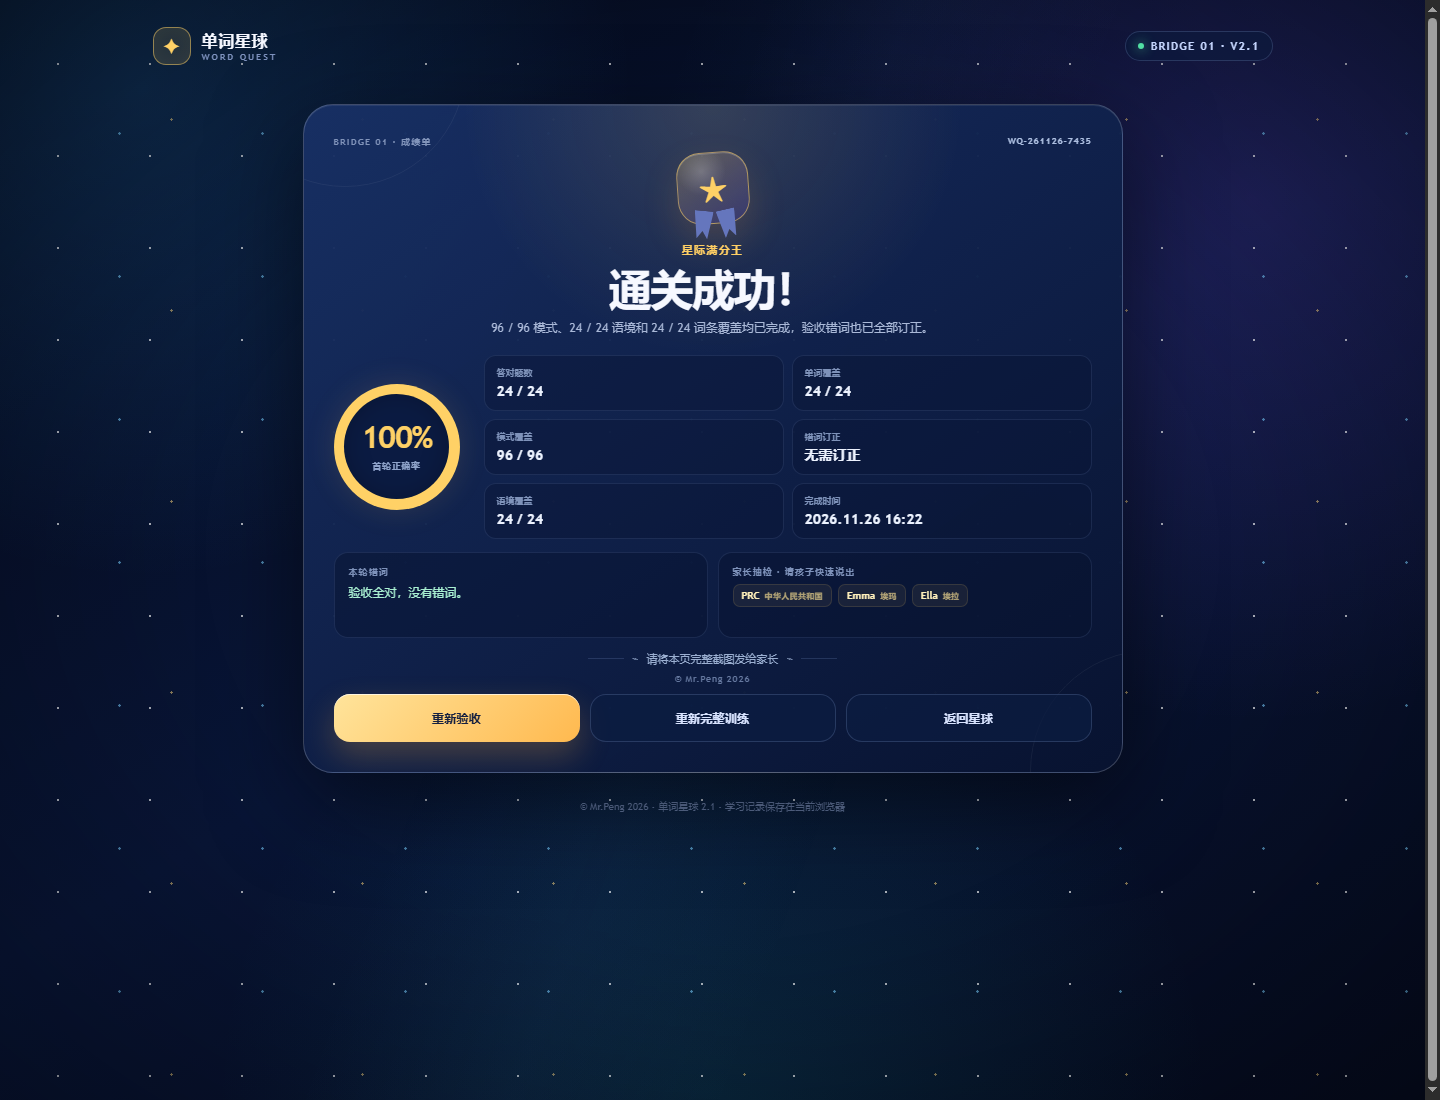 单词星球
WORD QUEST
BRIDGE 01 · V2.1
BRIDGE 01 · 成绩单
WQ-261126-7435
星际满分王
通关成功！
96 / 96 模式、24 / 24 语境和 24 / 24 词条覆盖均已完成，验收错词也已全部订正。
100%
首轮正确率
答对题数
24 / 24
单词覆盖
24 / 24
模式覆盖
96 / 96
错词订正
无需订正
语境覆盖
24 / 24
完成时间
2026.11.26 16:22
本轮错词
验收全对，没有错词。
家长抽检 · 请孩子快速说出
PRC 中华人民共和国 Emma 埃玛 Ella 埃拉
~ 请将本页完整截图发给家长 ~
© Mr.Peng 2026
重新验收
重新完整训练
返回星球
© Mr.Peng 2026 · 单词星球 2.1 · 学习记录保存在当前浏览器